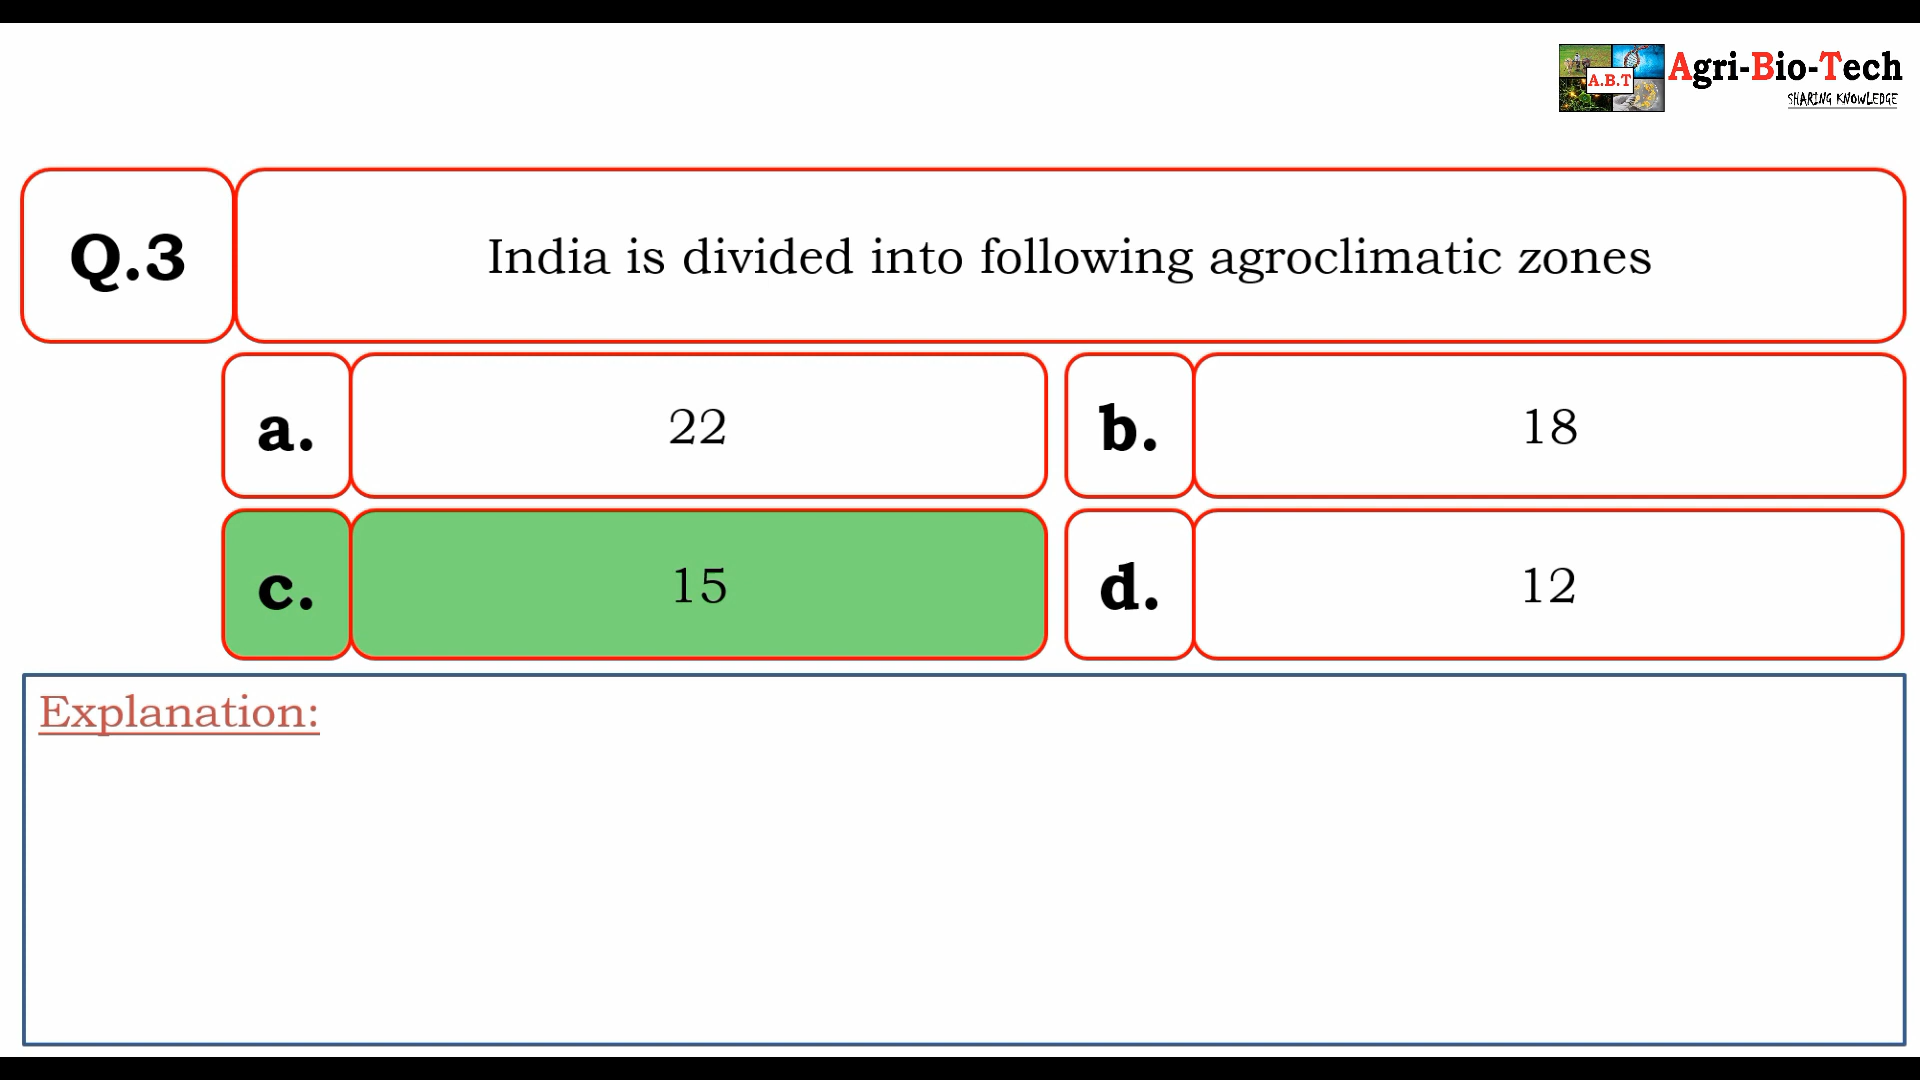 A.B.T
Agri-Bio-Tech
SHARING KNOWLEDGE
Q.3
India is divided into following agroclimatic zones
a.
22
b.
18
c.
15
d.
12
Explanation: